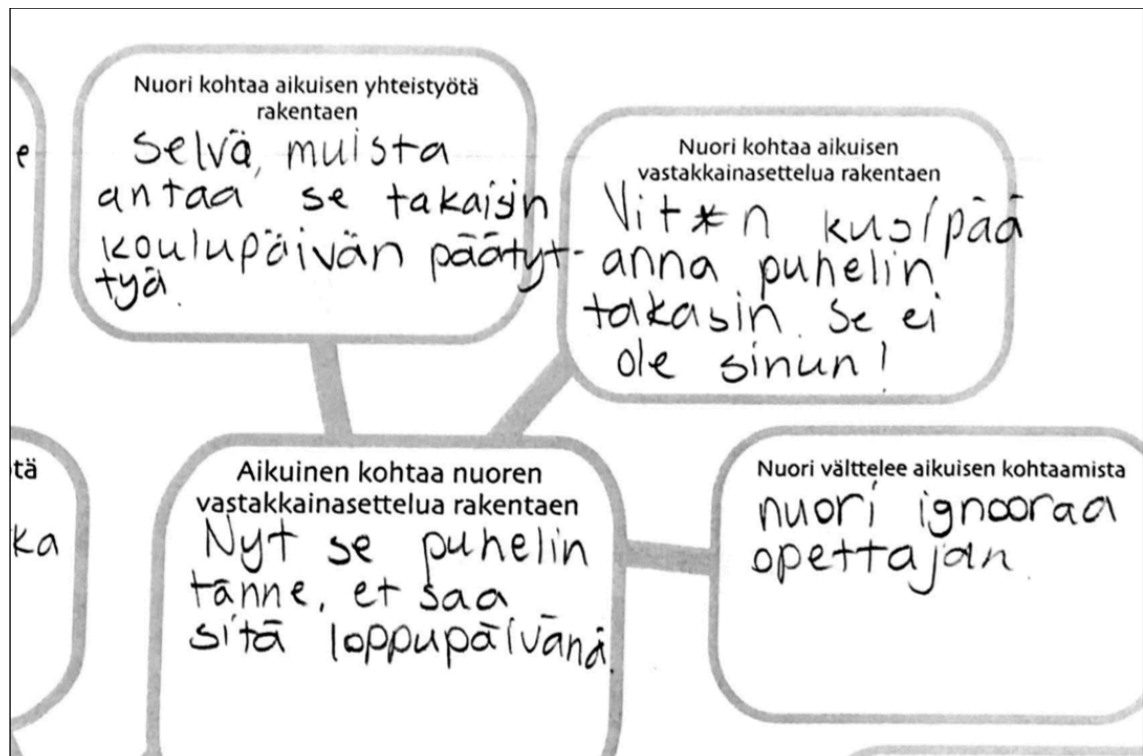 e
Nuori kohtaa aikuisen yhteistyötä
rakentaen
Selvä, muista
antaa se takaisin
koulupäivän päätyt-
tyä.
Nuori kohtaa aikuisen
vastakkainasettelua rakentaen
Vit*n kusipää
anna puhelin
takasin. Se ei
ole sinun!
tä
ka
Aikuinen kohtaa nuoren
vastakkainasettelua rakentaen
Nyt se puhelin
tänne, et saa
sitä loppupäivänä.
Nuori välttelee aikuisen kohtaamista
nuori ignooraa
opettajan.